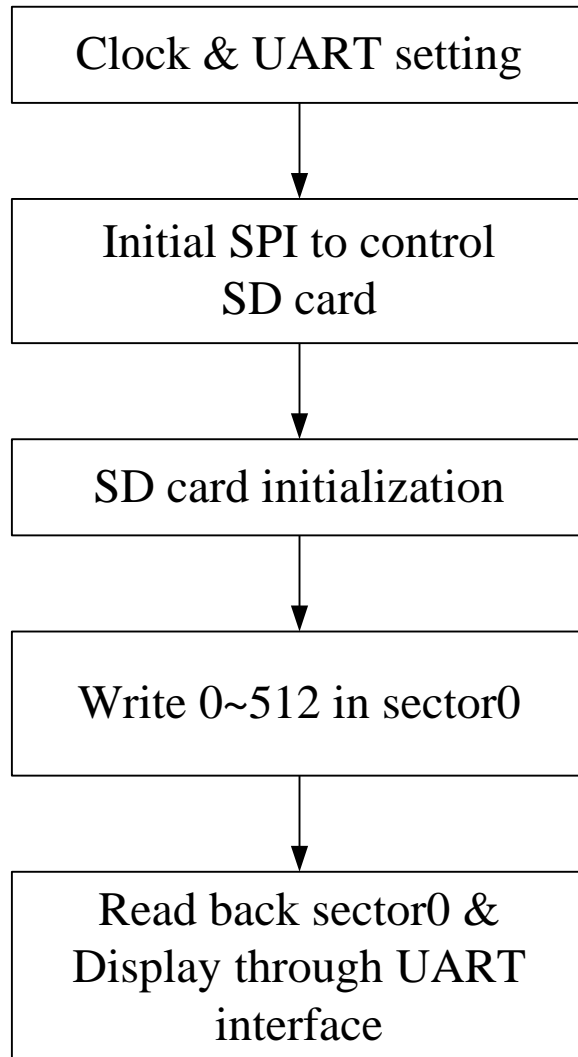 Clock & UART setting
Initial SPI to control
SD card
SD card initialization
Write 0~512 in sector0
Read back sector0 &
Display through UART
interface